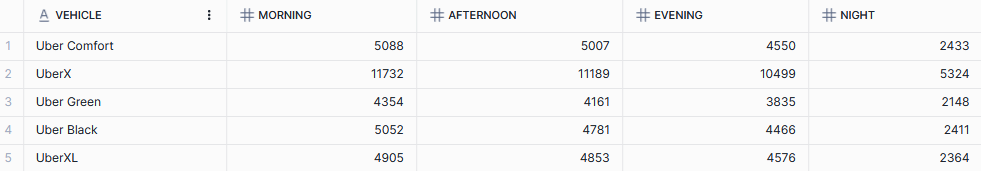 A VEHICLE # MORNING # AFTERNOON # EVENING # NIGHT
1 Uber Comfort 5088 5007 4550 2433
2 UberX 11732 11189 10499 5324
3 Uber Green 4354 4161 3835 2148
4 Uber Black 5052 4781 4466 2411
5 UberXL 4905 4853 4576 2364